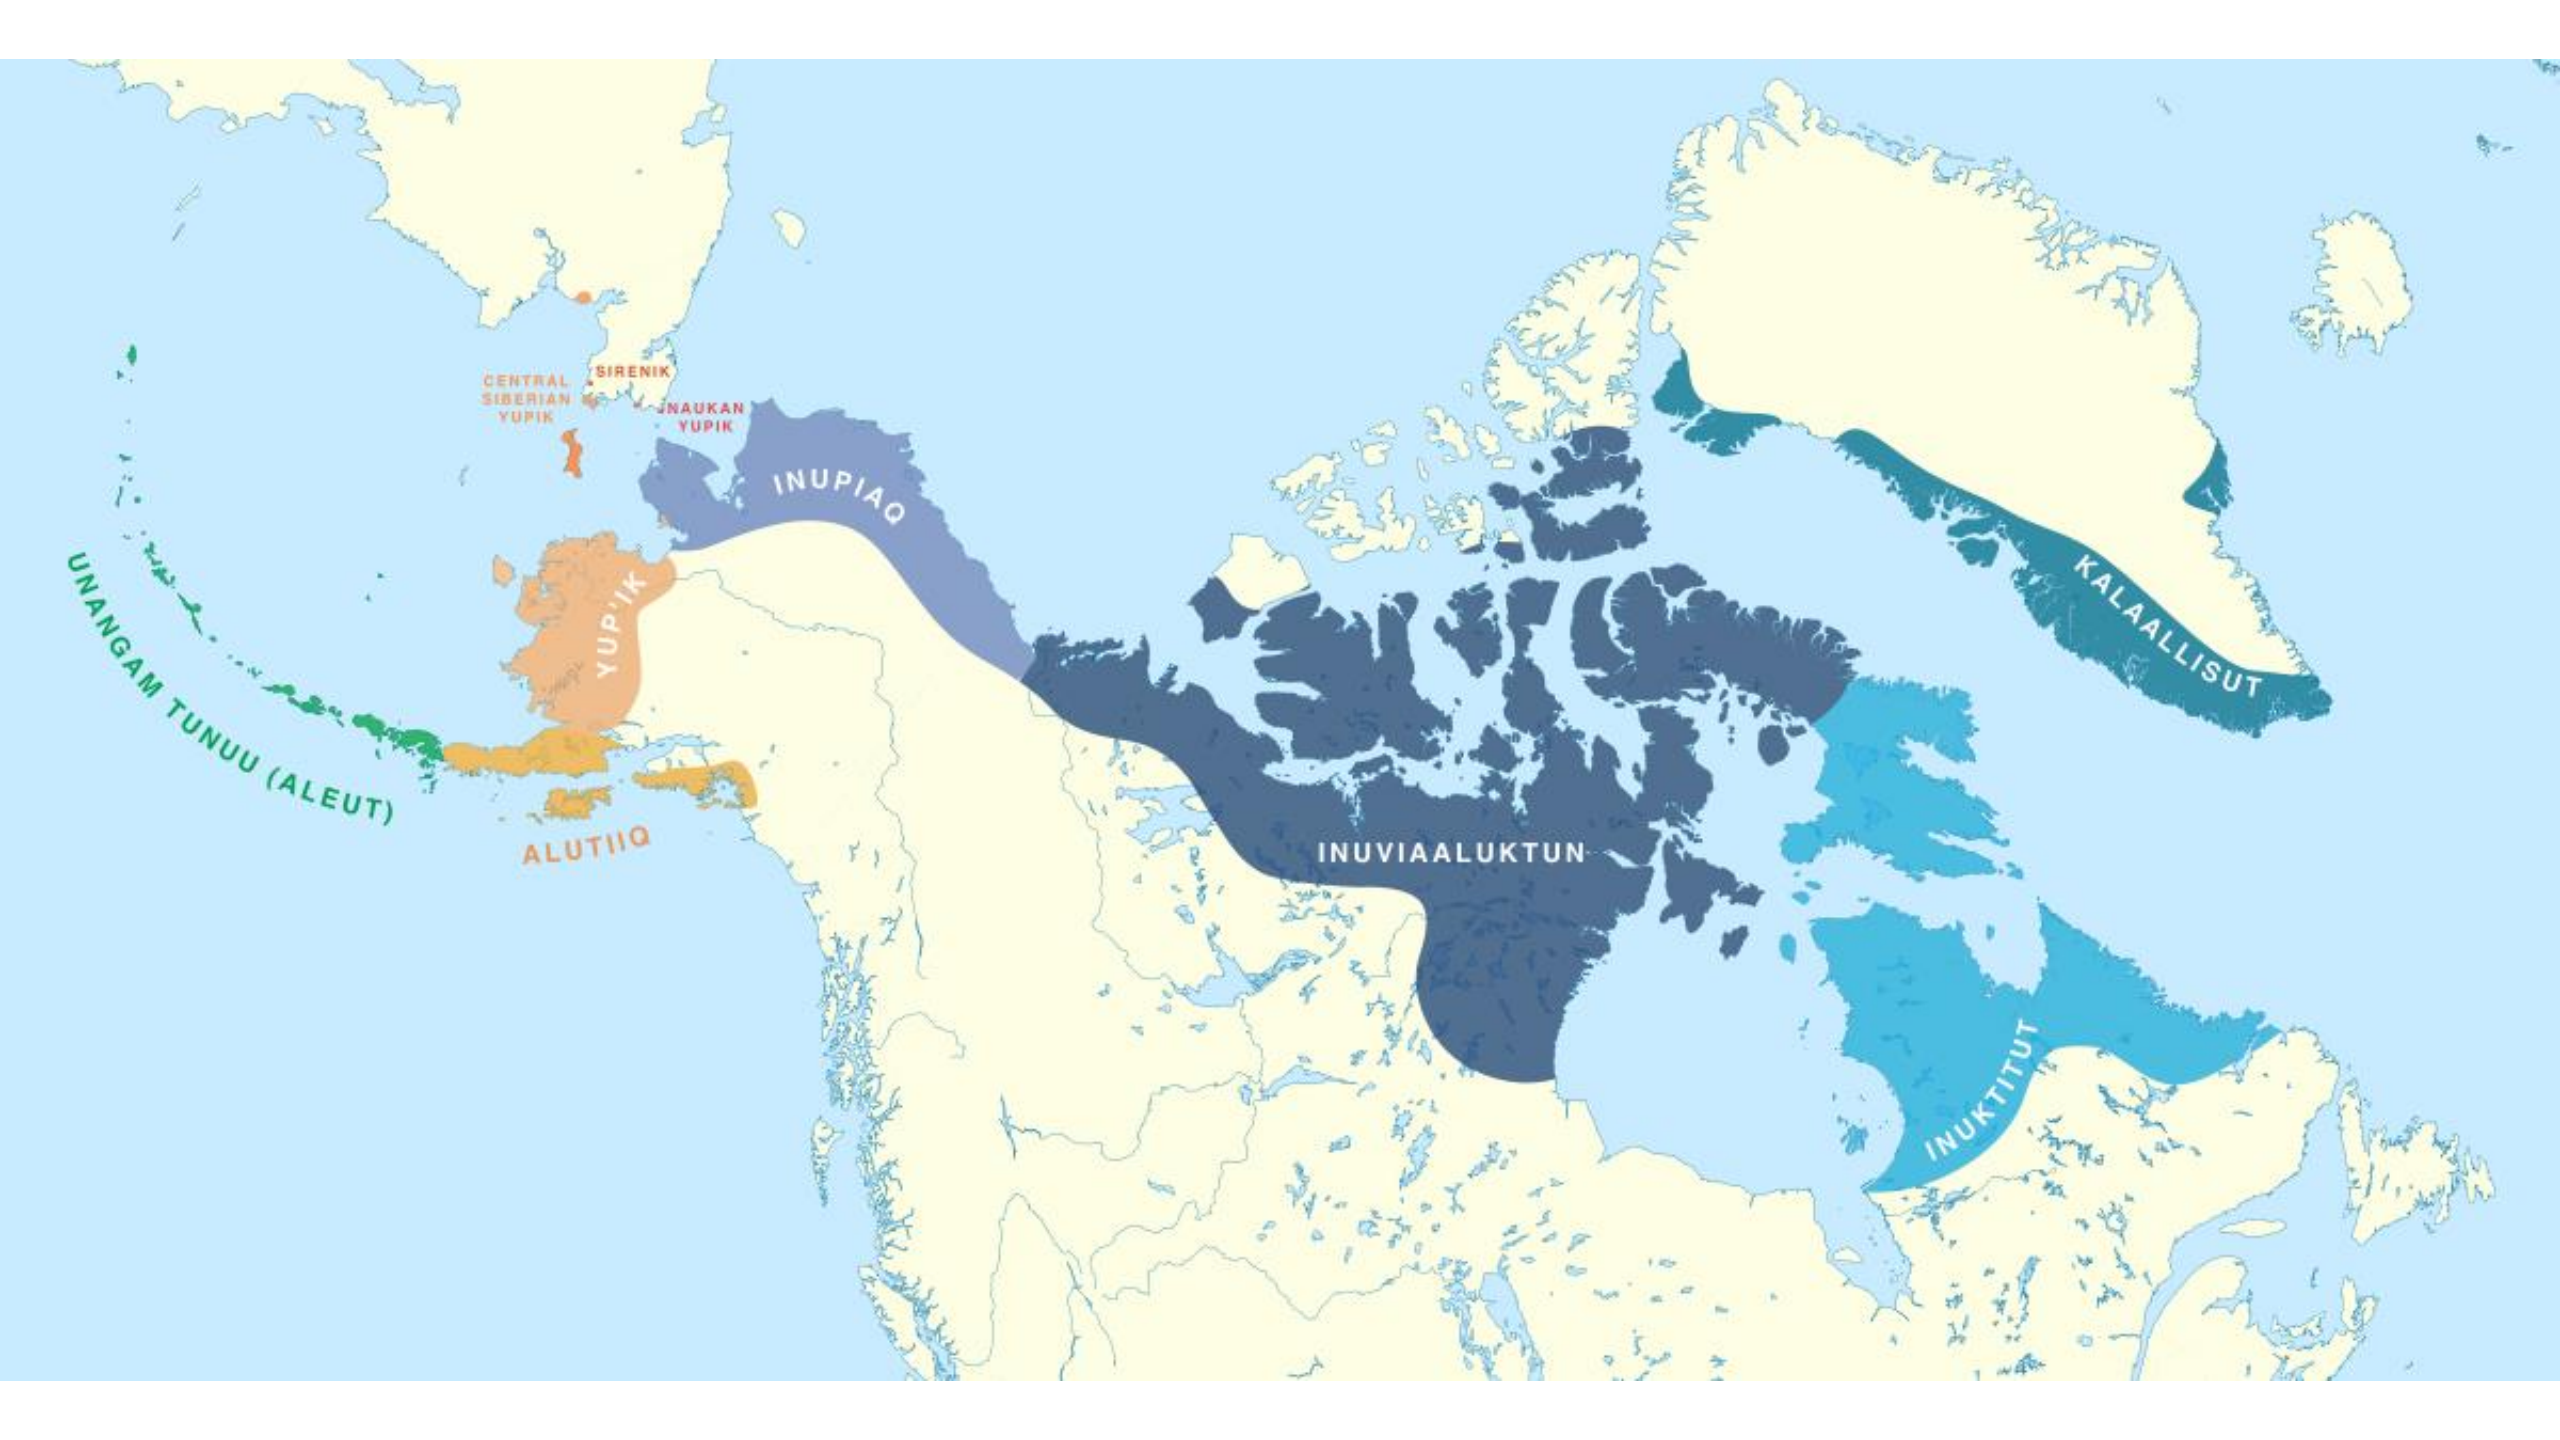 SIRENIK
CENTRAL
SIBERIAN
YUPIK
NAUKAN
YUPIK
INUPIAQ
YUP'IK
UNANGAM TUNUU (ALEUT)
ALUTIIQ
KALAALLISUT
INUVIAALUKTUN
INUKTITUT